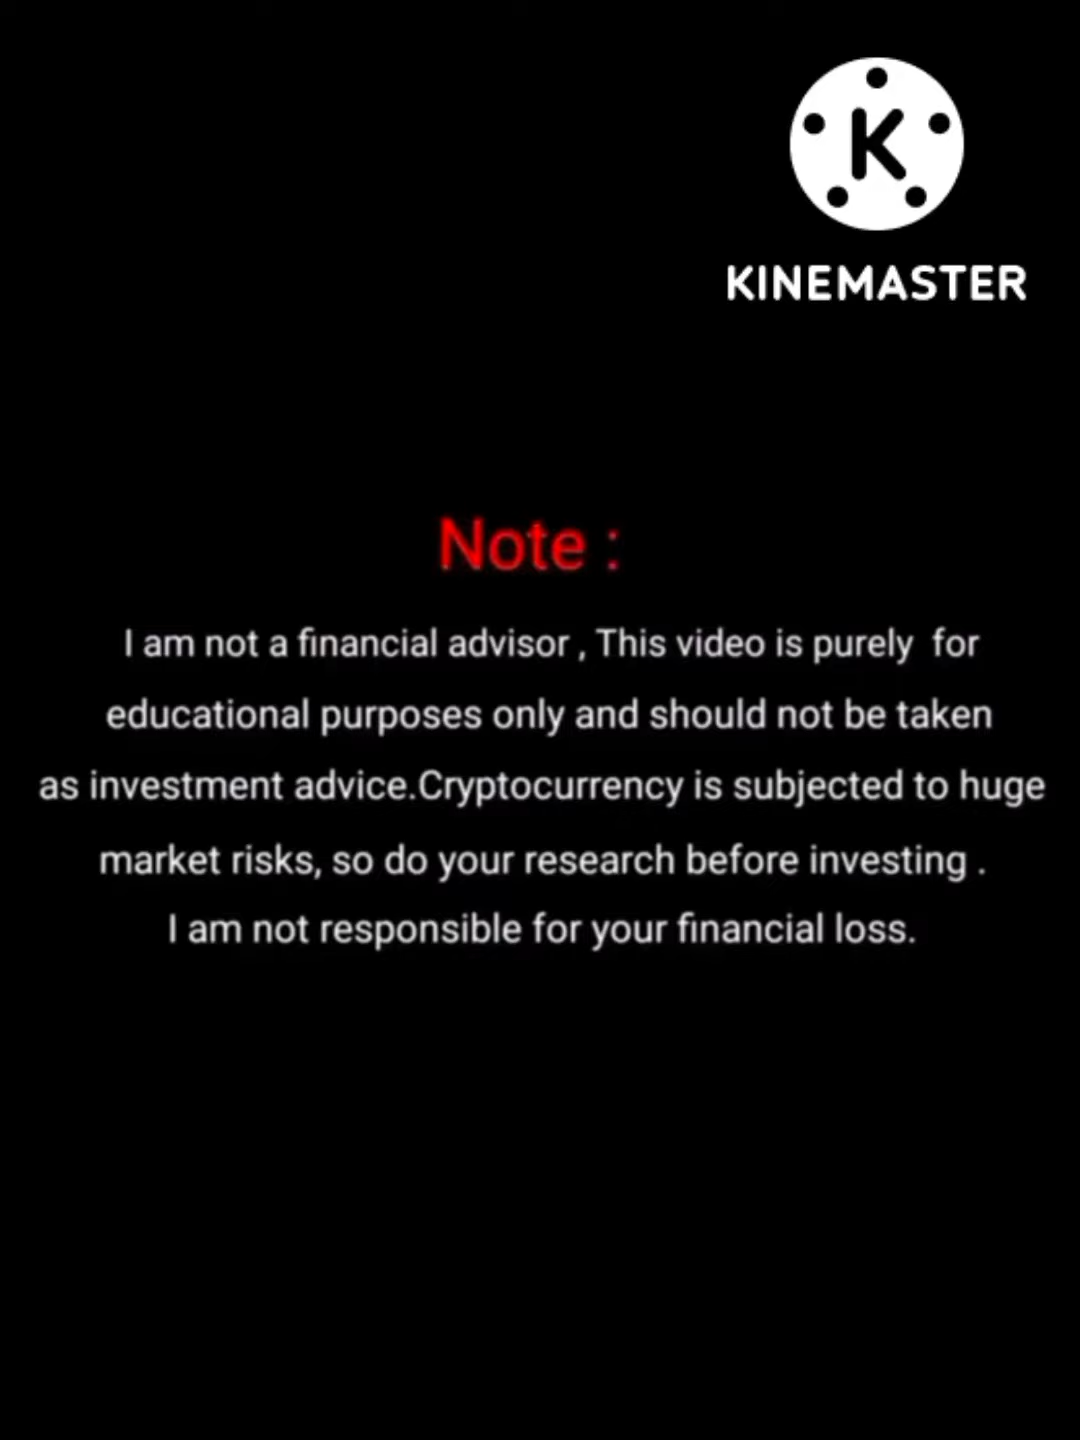 K
KINEMASTER
Note :
I am not a financial advisor , This video is purely  for
educational purposes only and should not be taken
as investment advice.Cryptocurrency is subjected to huge
market risks, so do your research before investing .
I am not responsible for your financial loss.